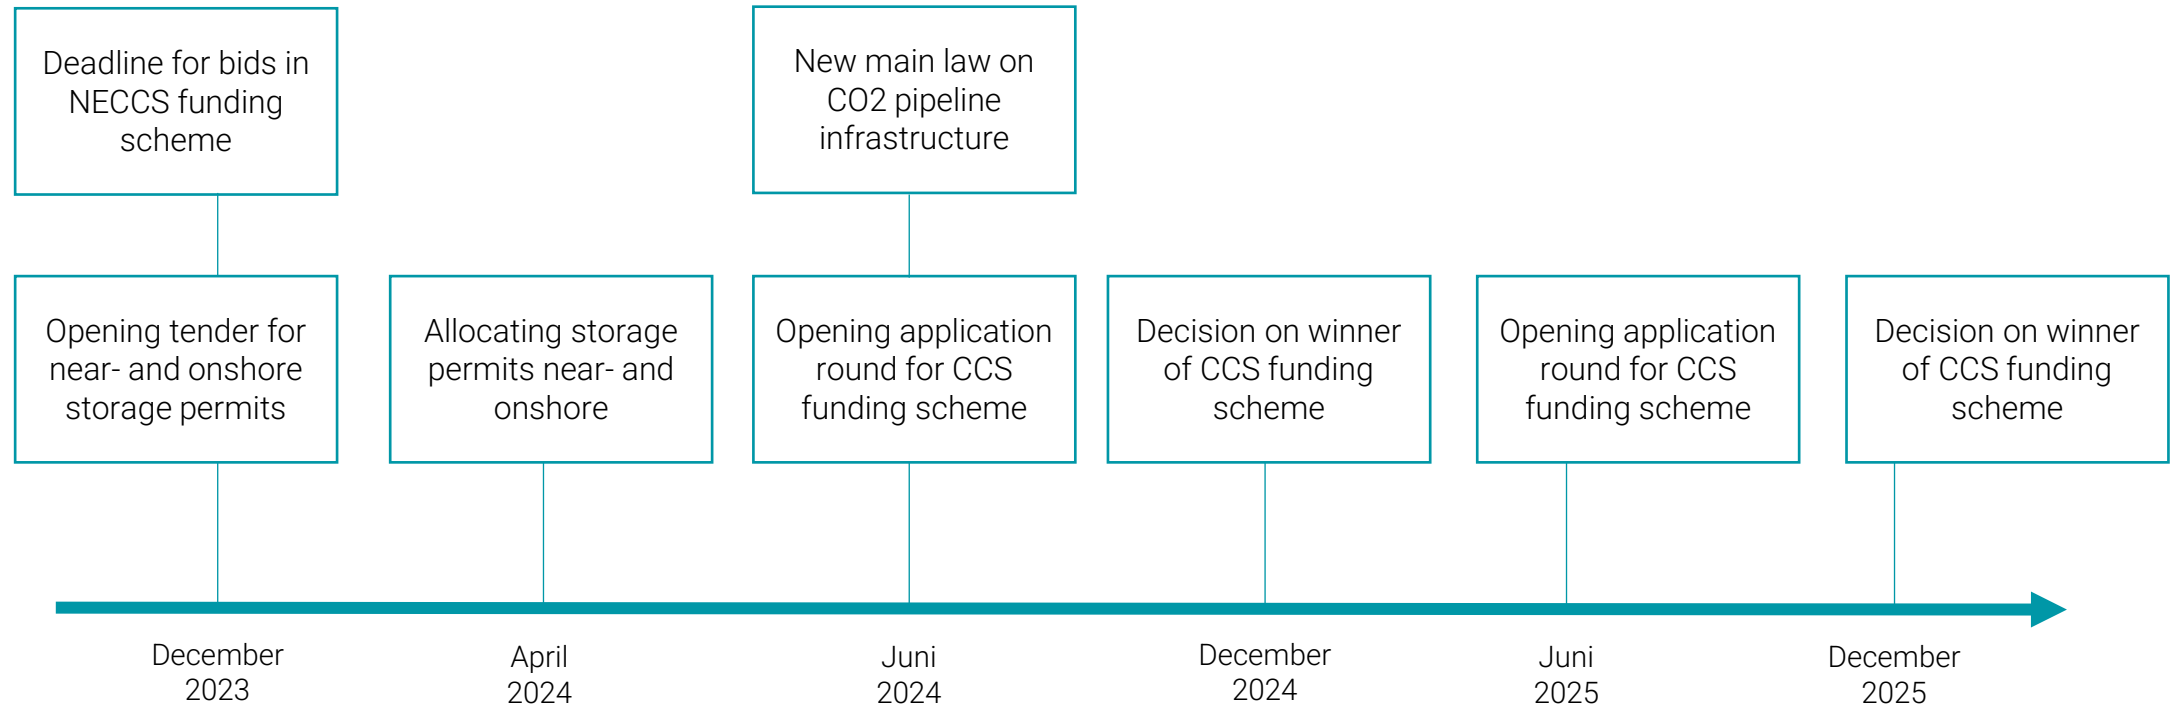 Deadline for bids in
NECCS funding
scheme
New main law on
CO2 pipeline
infrastructure
Opening tender for
near- and onshore
storage permits
Allocating storage
permits near- and
onshore
Opening application
round for CCS
funding scheme
Decision on winner
of CCS funding
scheme
Opening application
round for CCS
funding scheme
Decision on winner
of CCS funding
scheme
December
2023
April
2024
Juni
2024
December
2024
Juni
2025
December
2025